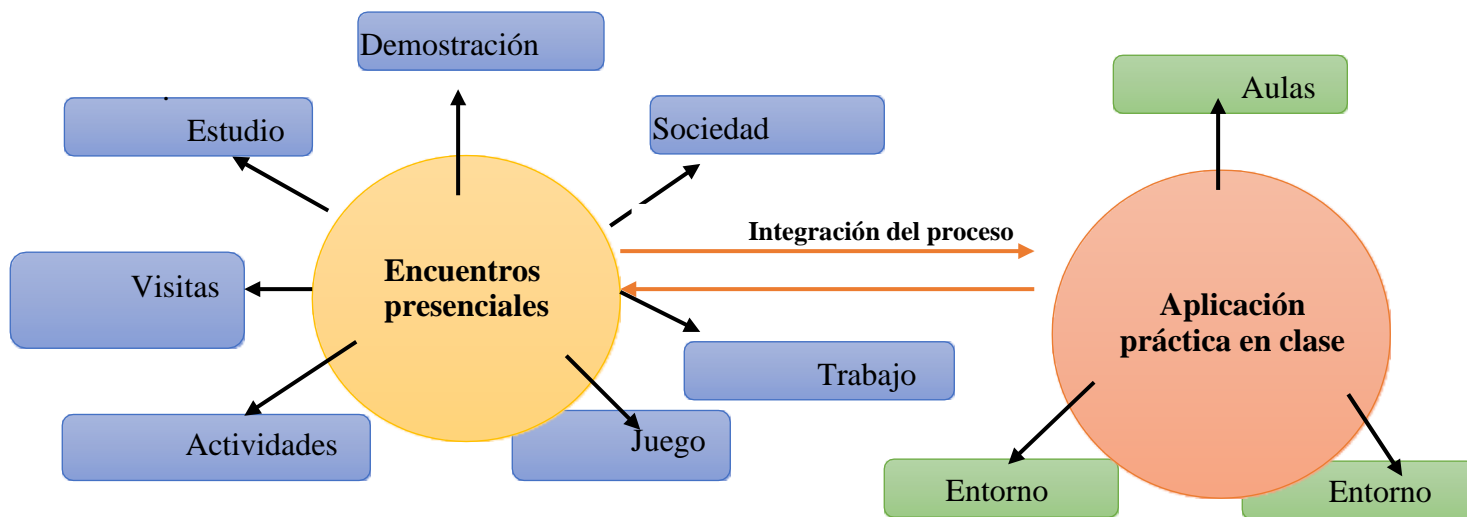 Demostración
Aulas
Estudio
Sociedad
Integración del proceso
Encuentros
presenciales
Visitas
Aplicación
práctica en clase
Trabajo
Actividades
Juego
Entorno
Entorno